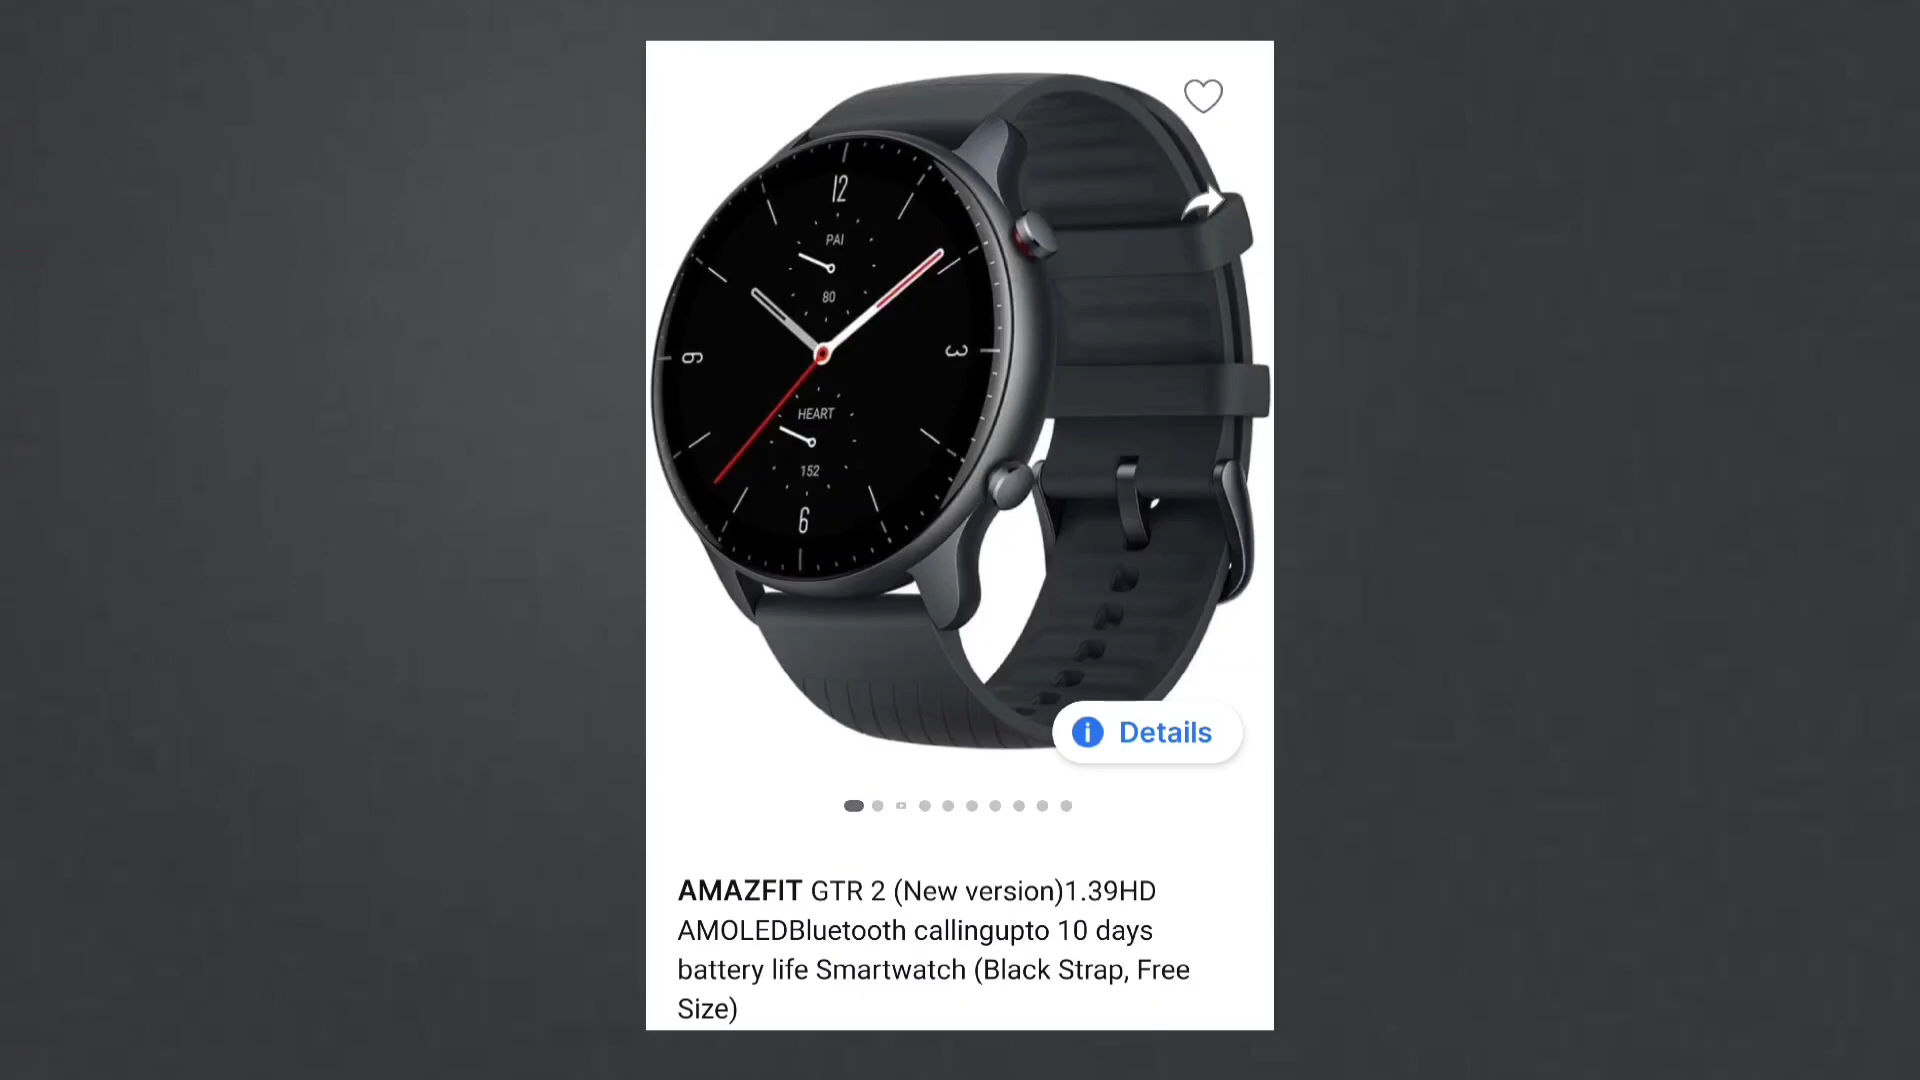 12
PAI
80
9
3
HEART
152
6
Details
AMAZFIT GTR 2 (New version)1.39HD
AMOLEDBluetooth callingupto 10 days
battery life Smartwatch (Black Strap, Free
Size)